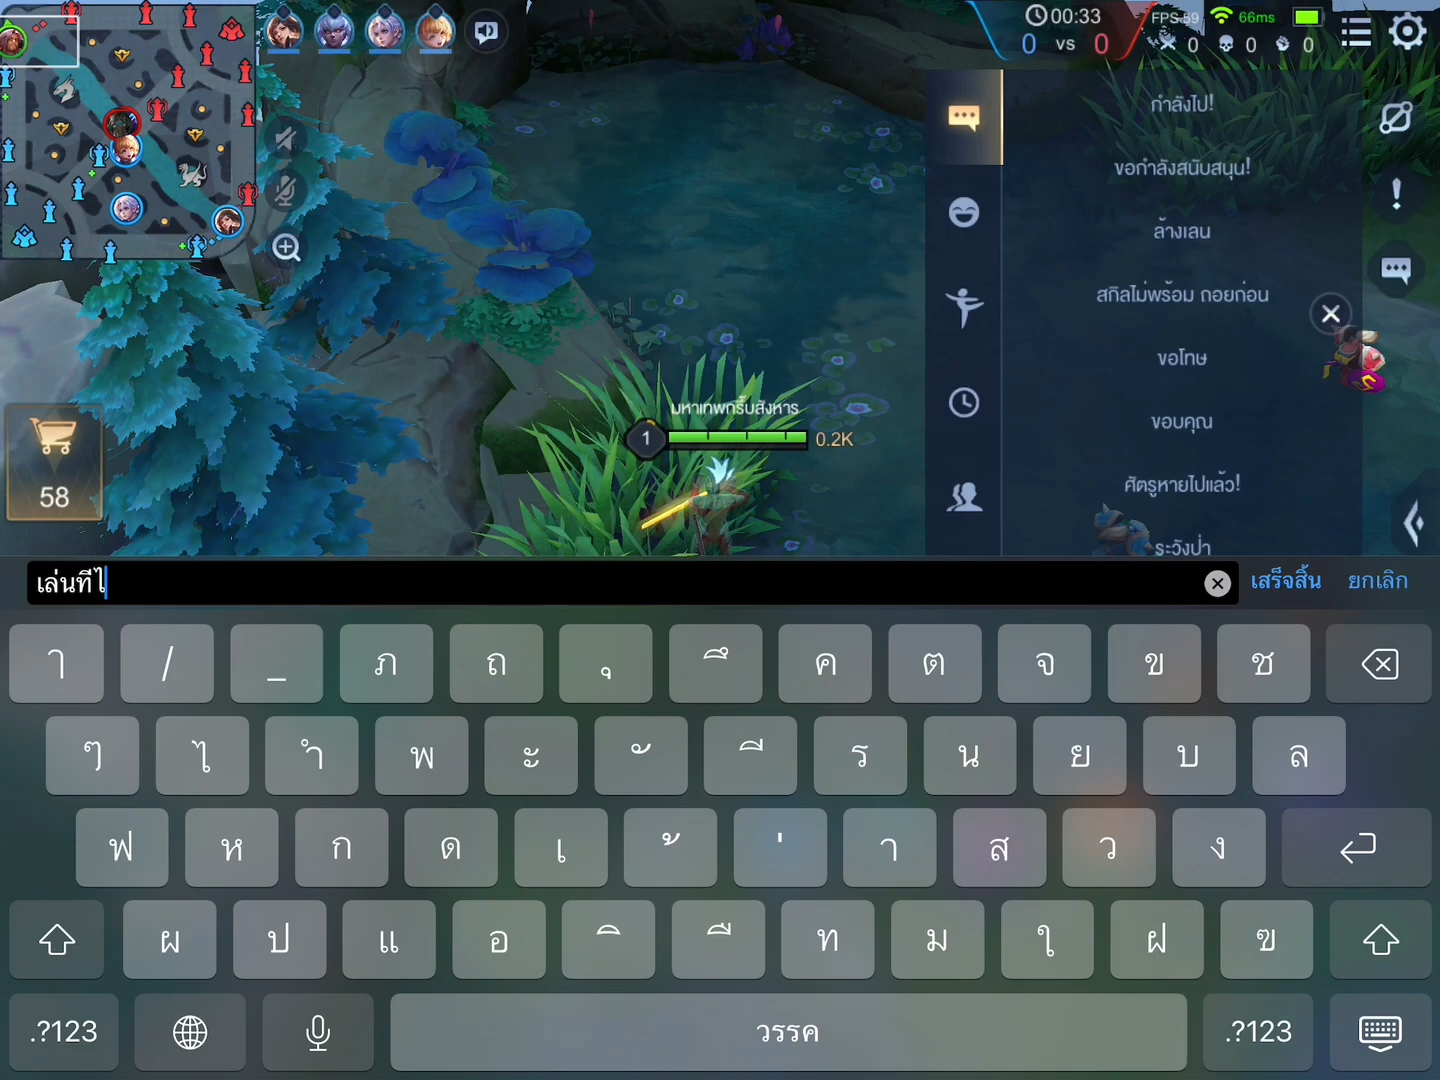 00:33
0 vs 0
FPS 59
66ms
0 0 0
กำลังไป!
ขอกำลังสนับสนุน!
ล้างเลน
สกิลไม่พร้อม ถอยก่อน
ขอโทษ
ขอบคุณ
ศัตรูหายไปแล้ว!
ระวังป่า
มหาเทพกริ๊บสังหาร
1
0.2K
58
เล่นทีไ
เสร็จสิ้น ยกเลิก
ๅ / _ ภ ถ ุ ึ ค ต จ ข ช
ๆ ไ ำ พ ะ ั ี ร น ย บ ล
ฟ ห ก ด เ ้ ่ า ส ว ง
ผ ป แ อ ิ ื ท ม ใ ฝ ฃ
.?123 วรรค .?123